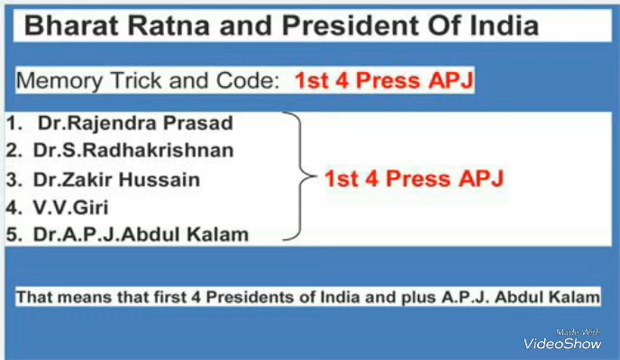 Bharat Ratna and President Of India
Memory Trick and Code: 1st 4 Press APJ
1. Dr.Rajendra Prasad
2. Dr.S.Radhakrishnan
3. Dr.Zakir Hussain
4. V.V.Giri
5. Dr.A.P.J.Abdul Kalam
1st 4 Press APJ
That means that first 4 Presidents of India and plus A.P.J. Abdul Kalam
Made With
VideoShow